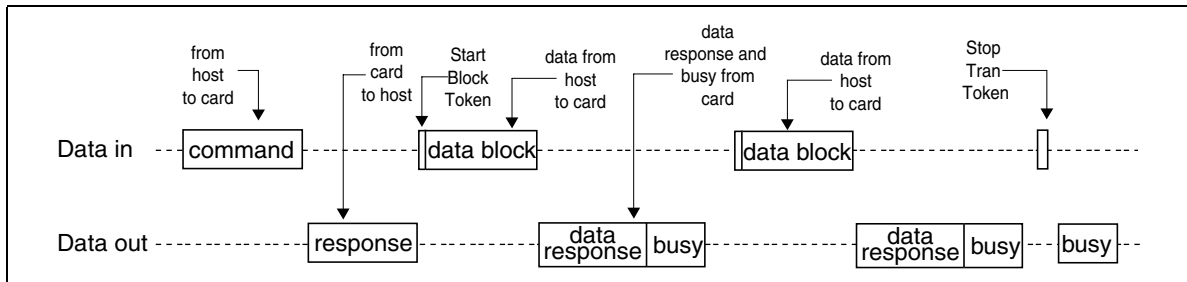 from
host
to card
from
card
to host
Start
Block
Token
data from
host
to card
data
response and
busy from
card
data from
host
to card
Stop
Tran
Token
Data in
command
data block
data block
Data out
response
data
response
busy
data
response
busy
busy